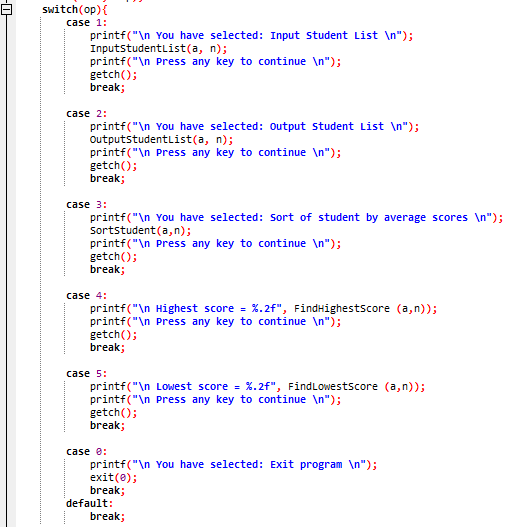 switch(op){
case 1:
printf("\n You have selected: Input Student List \n");
InputStudentList(a, n);
printf("\n Press any key to continue \n");
getch();
break;
case 2:
printf("\n You have selected: Output Student List \n");
OutputStudentList(a, n);
printf("\n Press any key to continue \n");
getch();
break;
case 3:
printf("\n You have selected: Sort of student by average scores \n");
SortStudent(a,n);
printf("\n Press any key to continue \n");
getch();
break;
case 4:
printf("\n Highest score = %.2f", FindHighestScore (a,n));
printf("\n Press any key to continue \n");
getch();
break;
case 5:
printf("\n Lowest score = %.2f", FindLowestScore (a,n));
printf("\n Press any key to continue \n");
getch();
break;
case 0:
printf("\n You have selected: Exit program \n");
exit(0);
break;
default:
break;